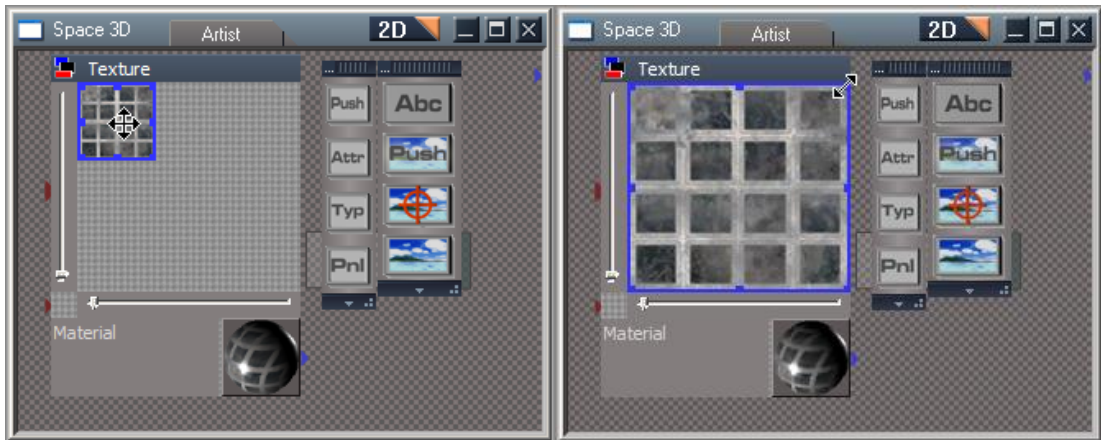 Space 3D Artist 2D
Texture
Push Abc
Attr Push
Typ
Pnl
Material
Space 3D Artist 2D
Texture
Push Abc
Attr Push
Typ
Pnl
Material